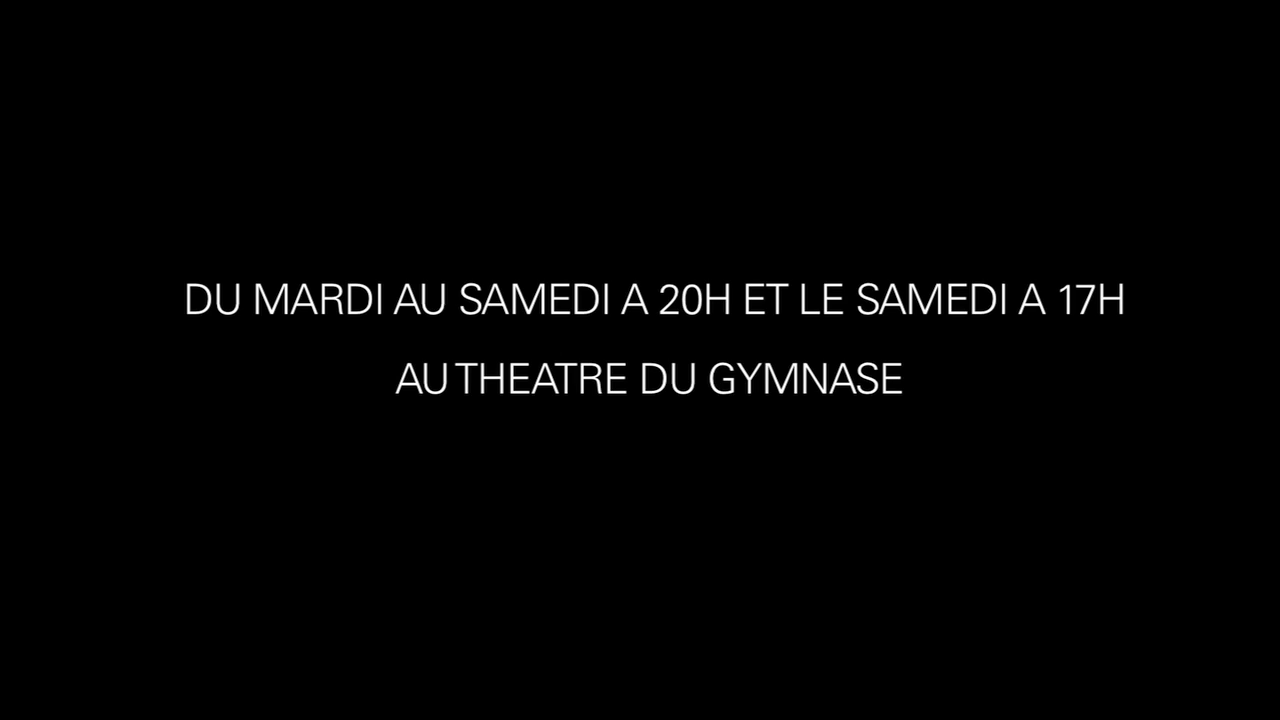 DU MARDI AU SAMEDI A 20H ET LE SAMEDI A 17H
AU THEATRE DU GYMNASE